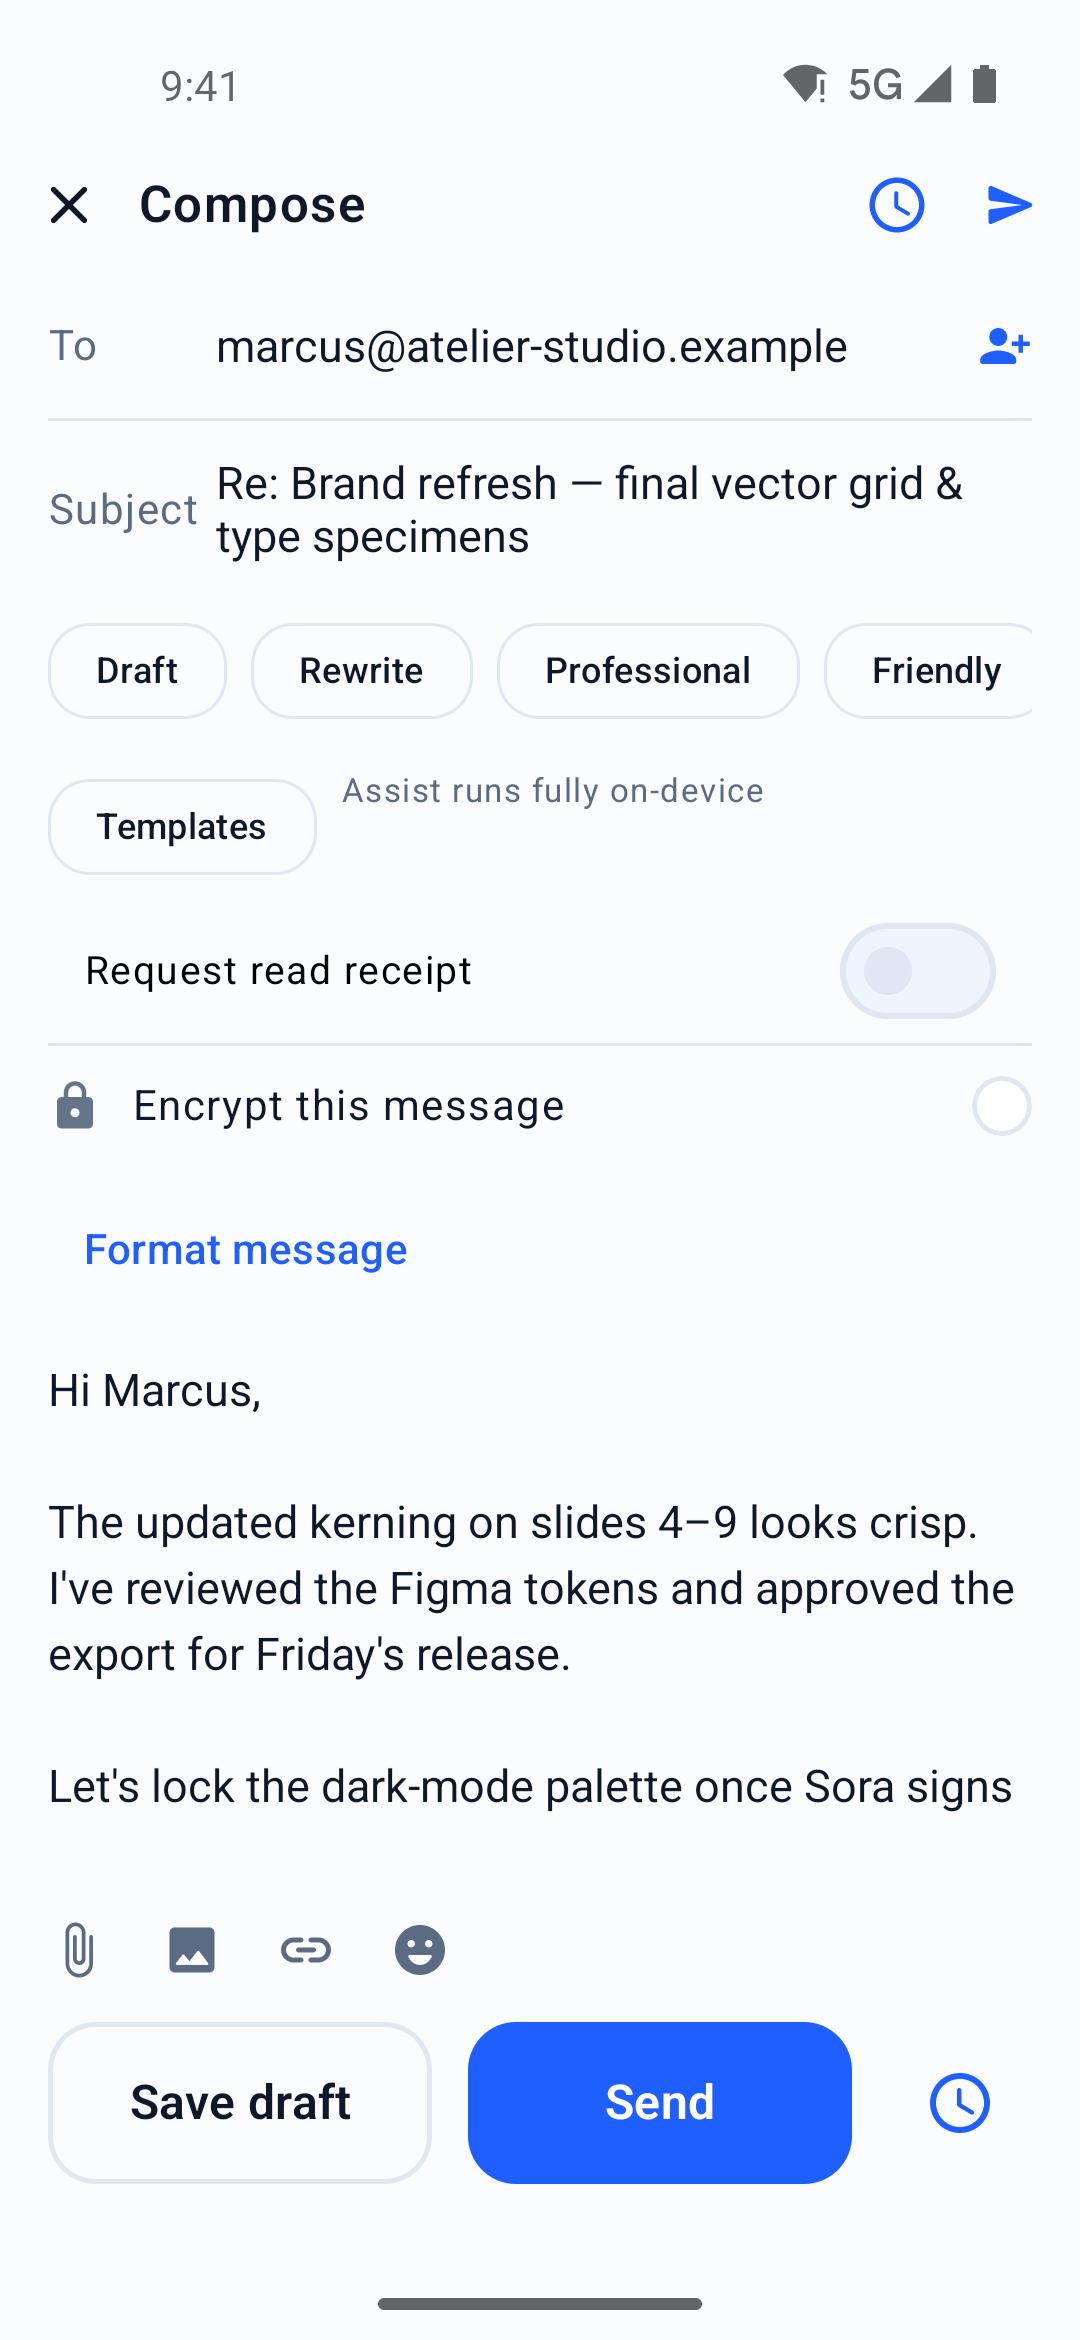 9:41
5G
Compose
To
marcus@atelier-studio.example
Subject
Re: Brand refresh — final vector grid &
type specimens
Draft
Rewrite
Professional
Friendly
Templates
Assist runs fully on-device
Request read receipt
Encrypt this message
Format message
Hi Marcus,
The updated kerning on slides 4–9 looks crisp.
I've reviewed the Figma tokens and approved the
export for Friday's release.
Let's lock the dark-mode palette once Sora signs
Save draft
Send